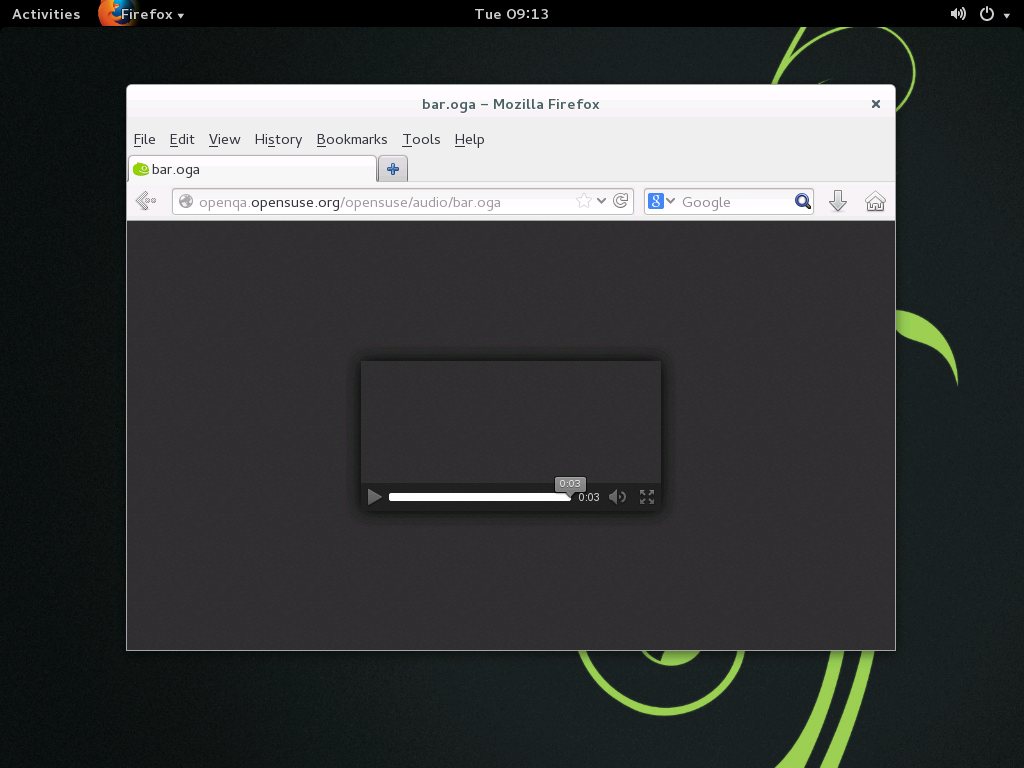 Activities Firefox Tue 09:13
bar.oga – Mozilla Firefox
File Edit View History Bookmarks Tools Help
bar.oga
openqa.opensuse.org/opensuse/audio/bar.oga 8 Google
0:03
0:03